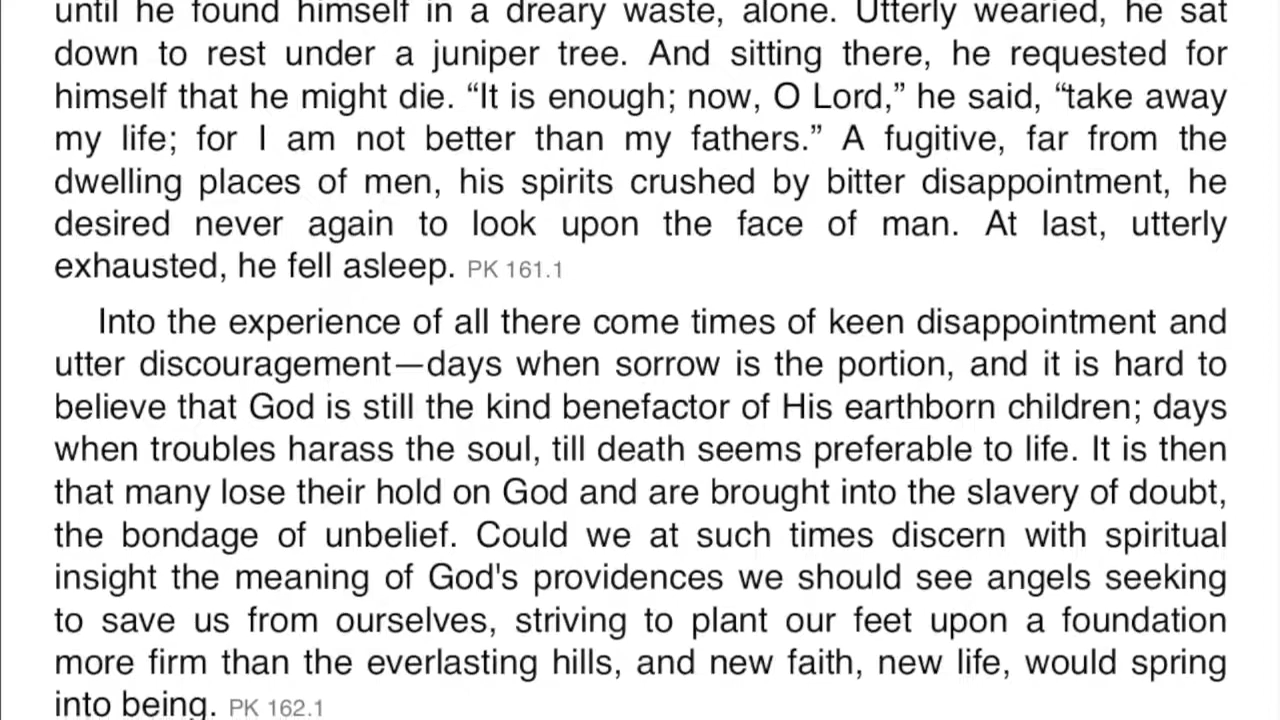 until he found himself in a dreary waste, alone. Utterly wearied, he sat
down to rest under a juniper tree. And sitting there, he requested for
himself that he might die. “It is enough; now, O Lord,” he said, “take away
my life; for I am not better than my fathers.” A fugitive, far from the
dwelling places of men, his spirits crushed by bitter disappointment, he
desired never again to look upon the face of man. At last, utterly
exhausted, he fell asleep. PK 161.1
Into the experience of all there come times of keen disappointment and
utter discouragement—days when sorrow is the portion, and it is hard to
believe that God is still the kind benefactor of His earthborn children; days
when troubles harass the soul, till death seems preferable to life. It is then
that many lose their hold on God and are brought into the slavery of doubt,
the bondage of unbelief. Could we at such times discern with spiritual
insight the meaning of God's providences we should see angels seeking
to save us from ourselves, striving to plant our feet upon a foundation
more firm than the everlasting hills, and new faith, new life, would spring
into being. PK 162.1